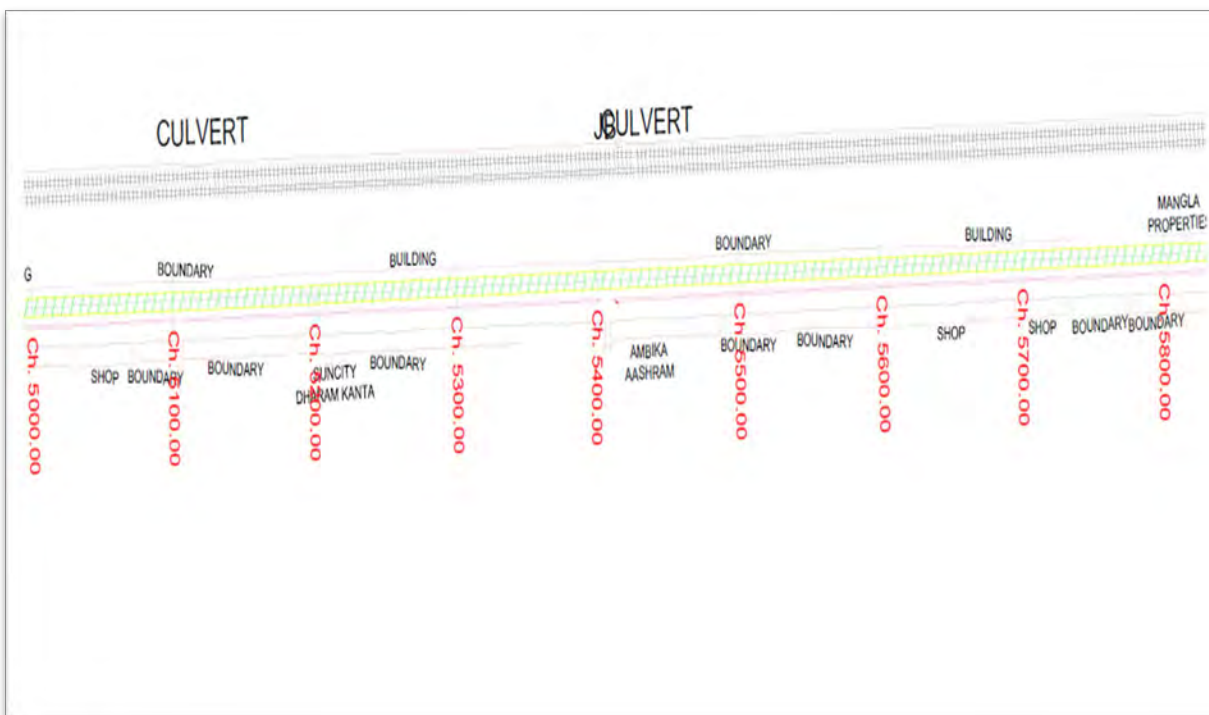 CULVERT
JB
CULVERT
MANGLA
PROPERTIES
BOUNDARY
BUILDING
BOUNDARY
BUILDING
G
Ch. 5000.00
Ch. 5100.00
Ch. 5200.00
Ch. 5300.00
Ch. 5400.00
Ch. 5500.00
Ch. 5600.00
Ch. 5700.00
Ch. 5800.00
SHOP
BOUNDARY
BOUNDARY
SUNCITY
DHARAM KANTA
BOUNDARY
AMBIKA
AASHRAM
BOUNDARY
BOUNDARY
SHOP
SHOP
BOUNDARY
BOUNDARY